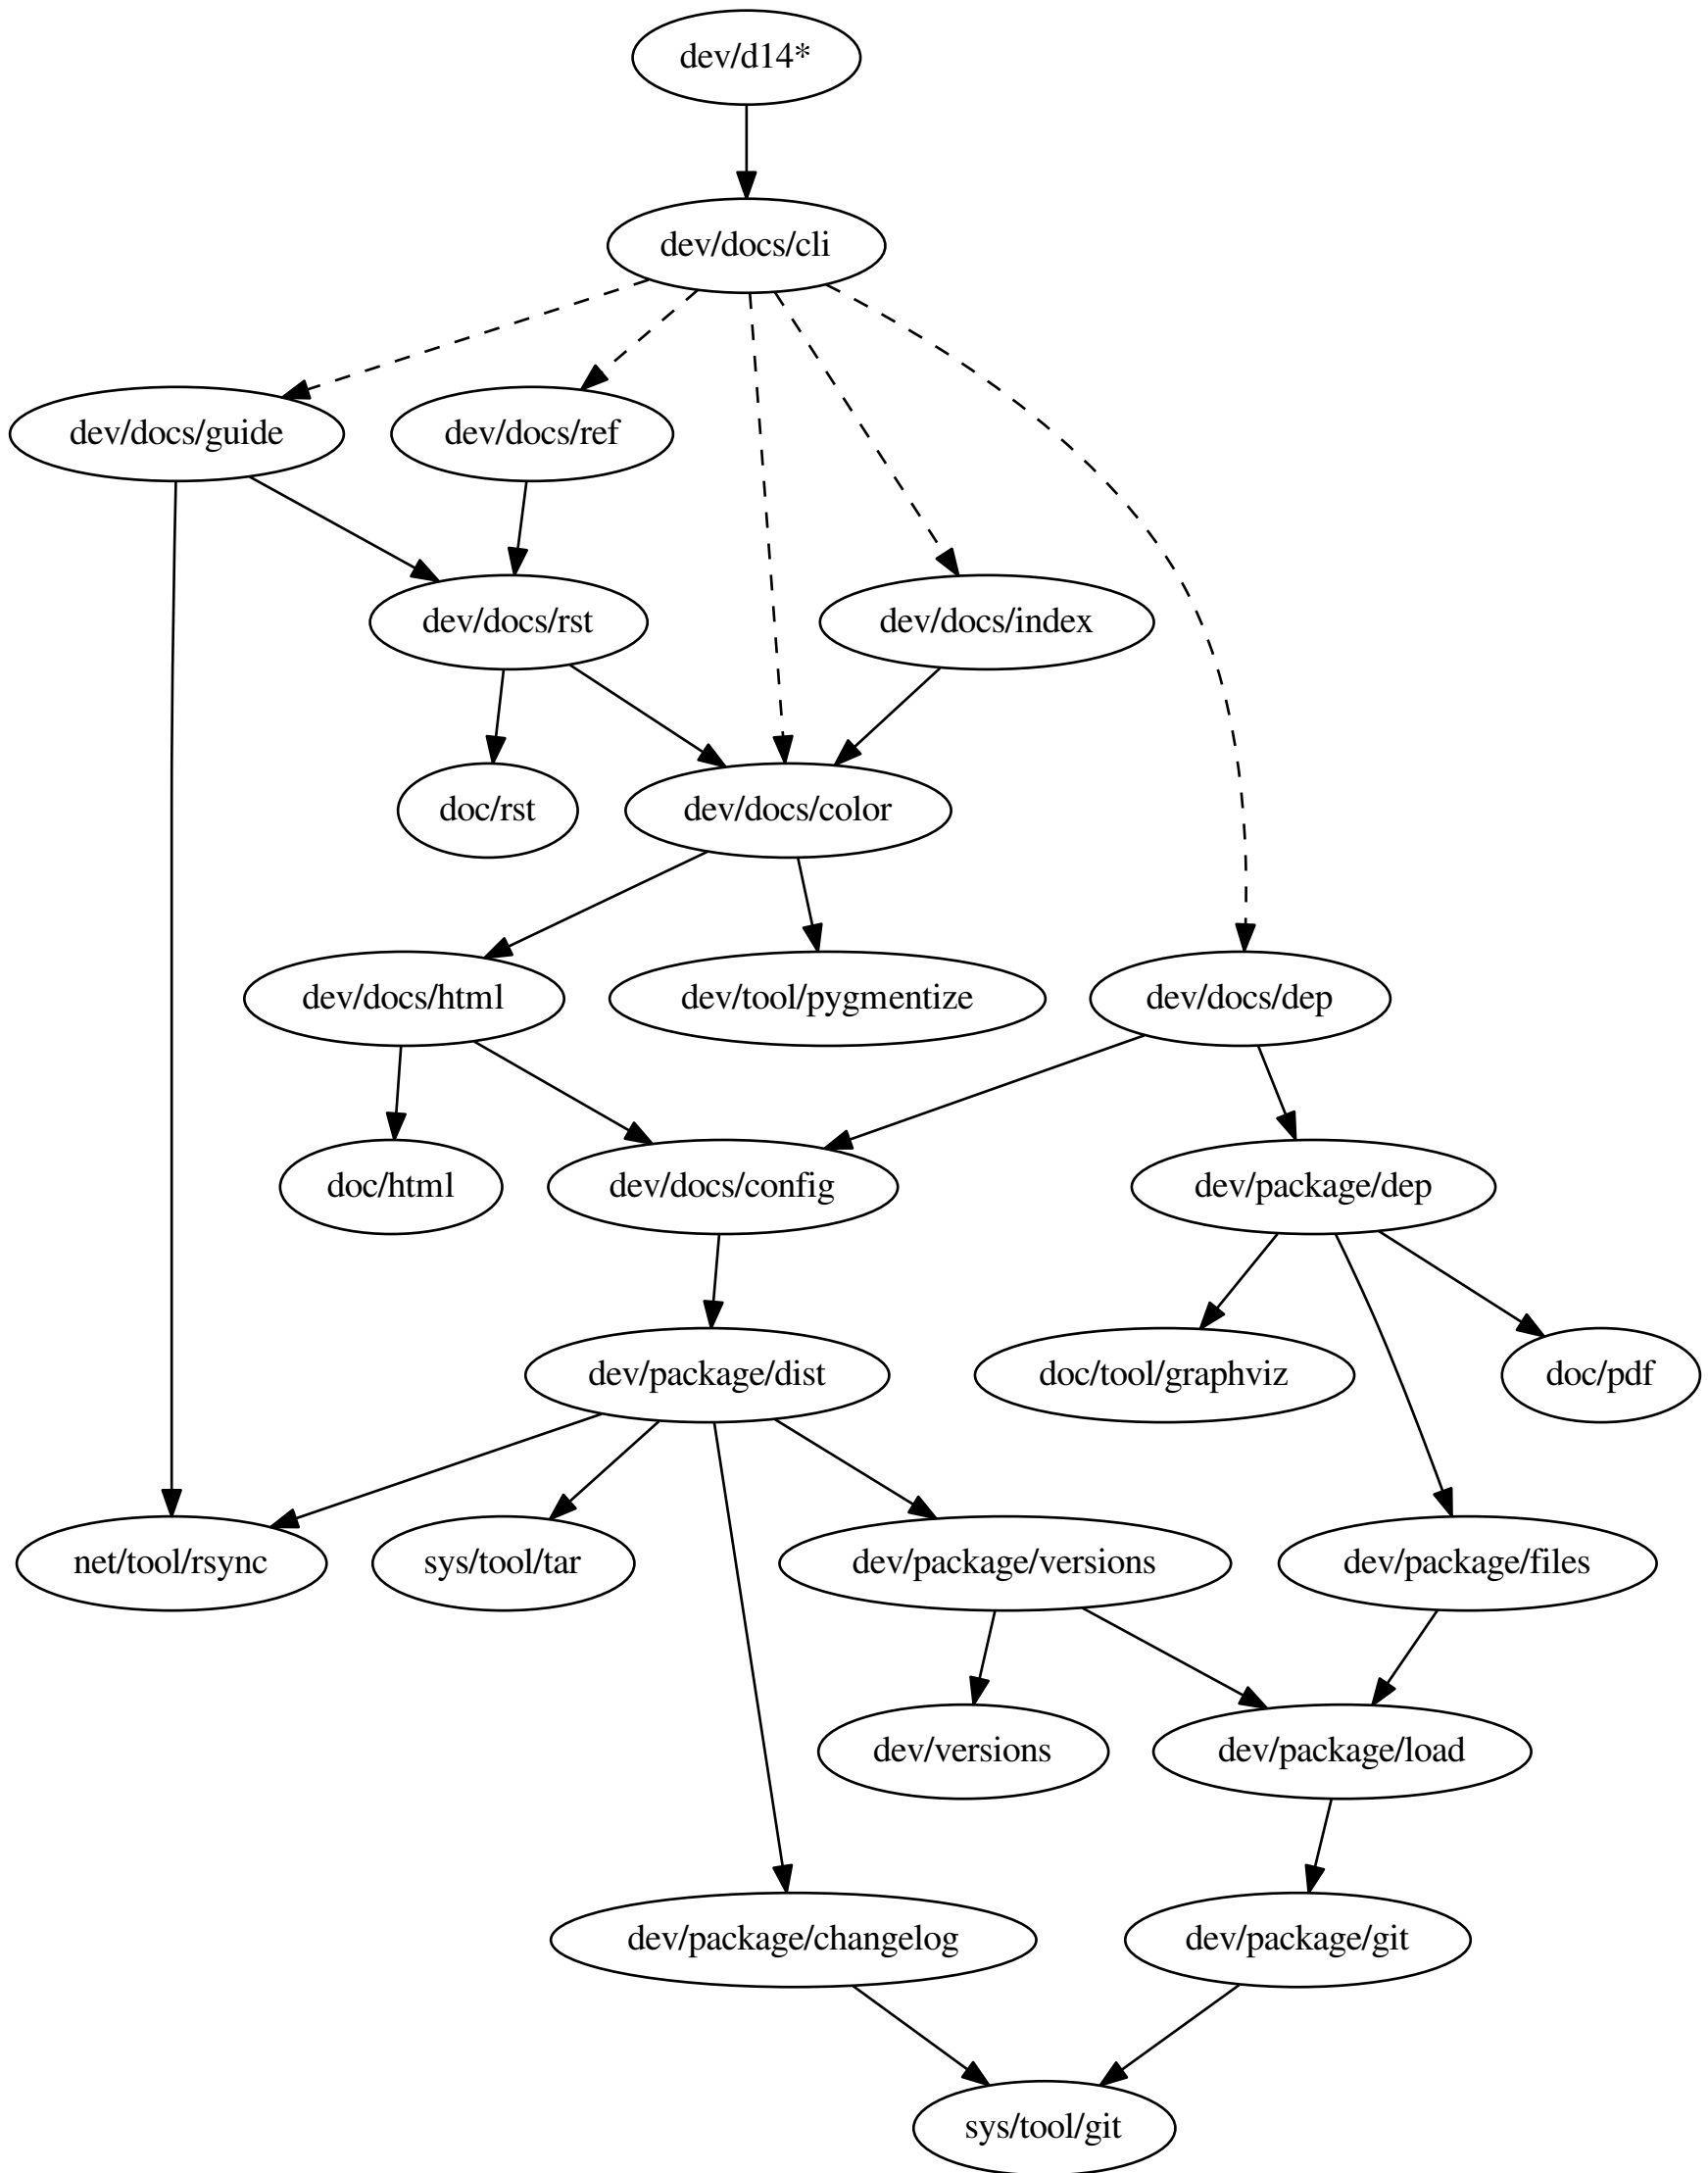 dev/d14*
dev/docs/cli
dev/docs/guide
dev/docs/ref
dev/docs/rst
dev/docs/index
doc/rst
dev/docs/color
dev/docs/html
dev/tool/pygmentize
dev/docs/dep
doc/html
dev/docs/config
dev/package/dep
dev/package/dist
doc/tool/graphviz
doc/pdf
net/tool/rsync
sys/tool/tar
dev/package/versions
dev/package/files
dev/versions
dev/package/load
dev/package/changelog
dev/package/git
sys/tool/git